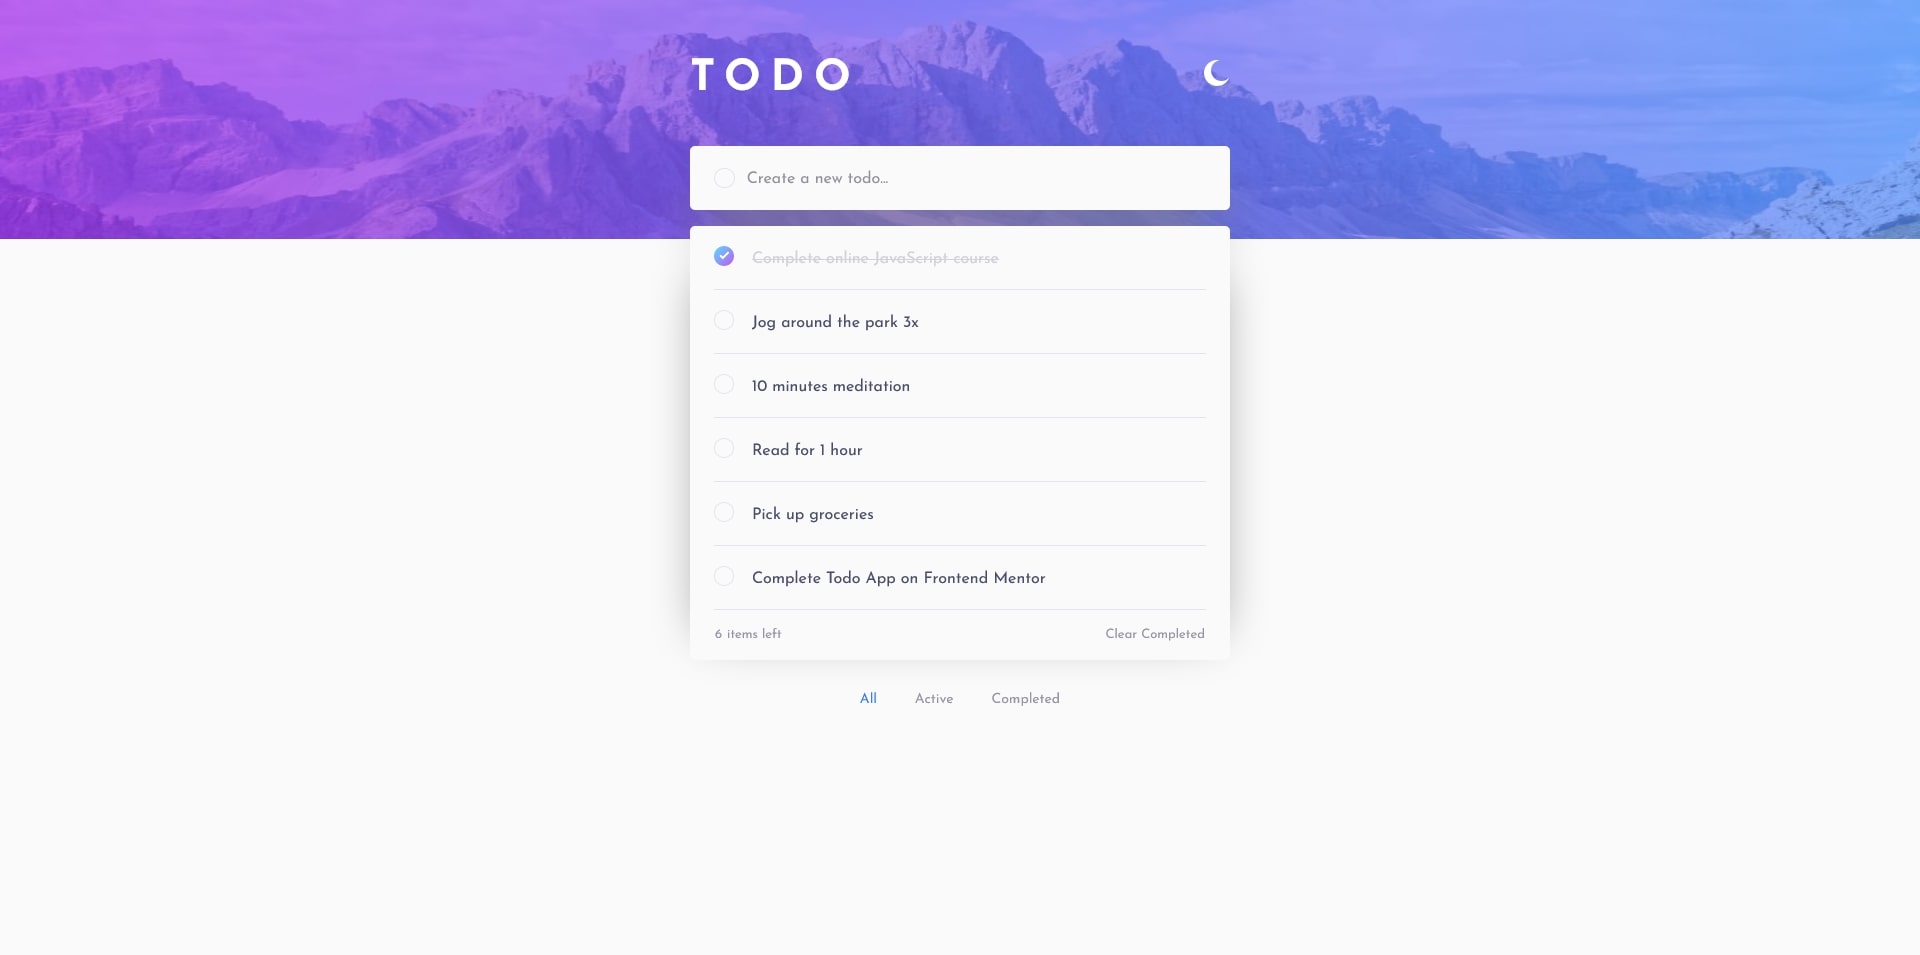 TODO
Create a new todo...
Complete online JavaScript course
Jog around the park 3x
10 minutes meditation
Read for 1 hour
Pick up groceries
Complete Todo App on Frontend Mentor
6 items left Clear Completed
All Active Completed